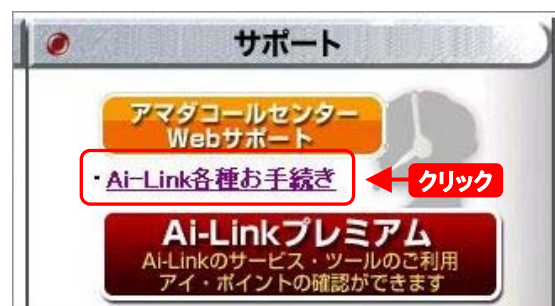 サポート
アマダコールセンター
Webサポート
・Ai-Link各種お手続き
クリック
Ai-Linkプレミアム
Ai-Linkのサービス・ツールのご利用
アイ・ポイントの確認ができます